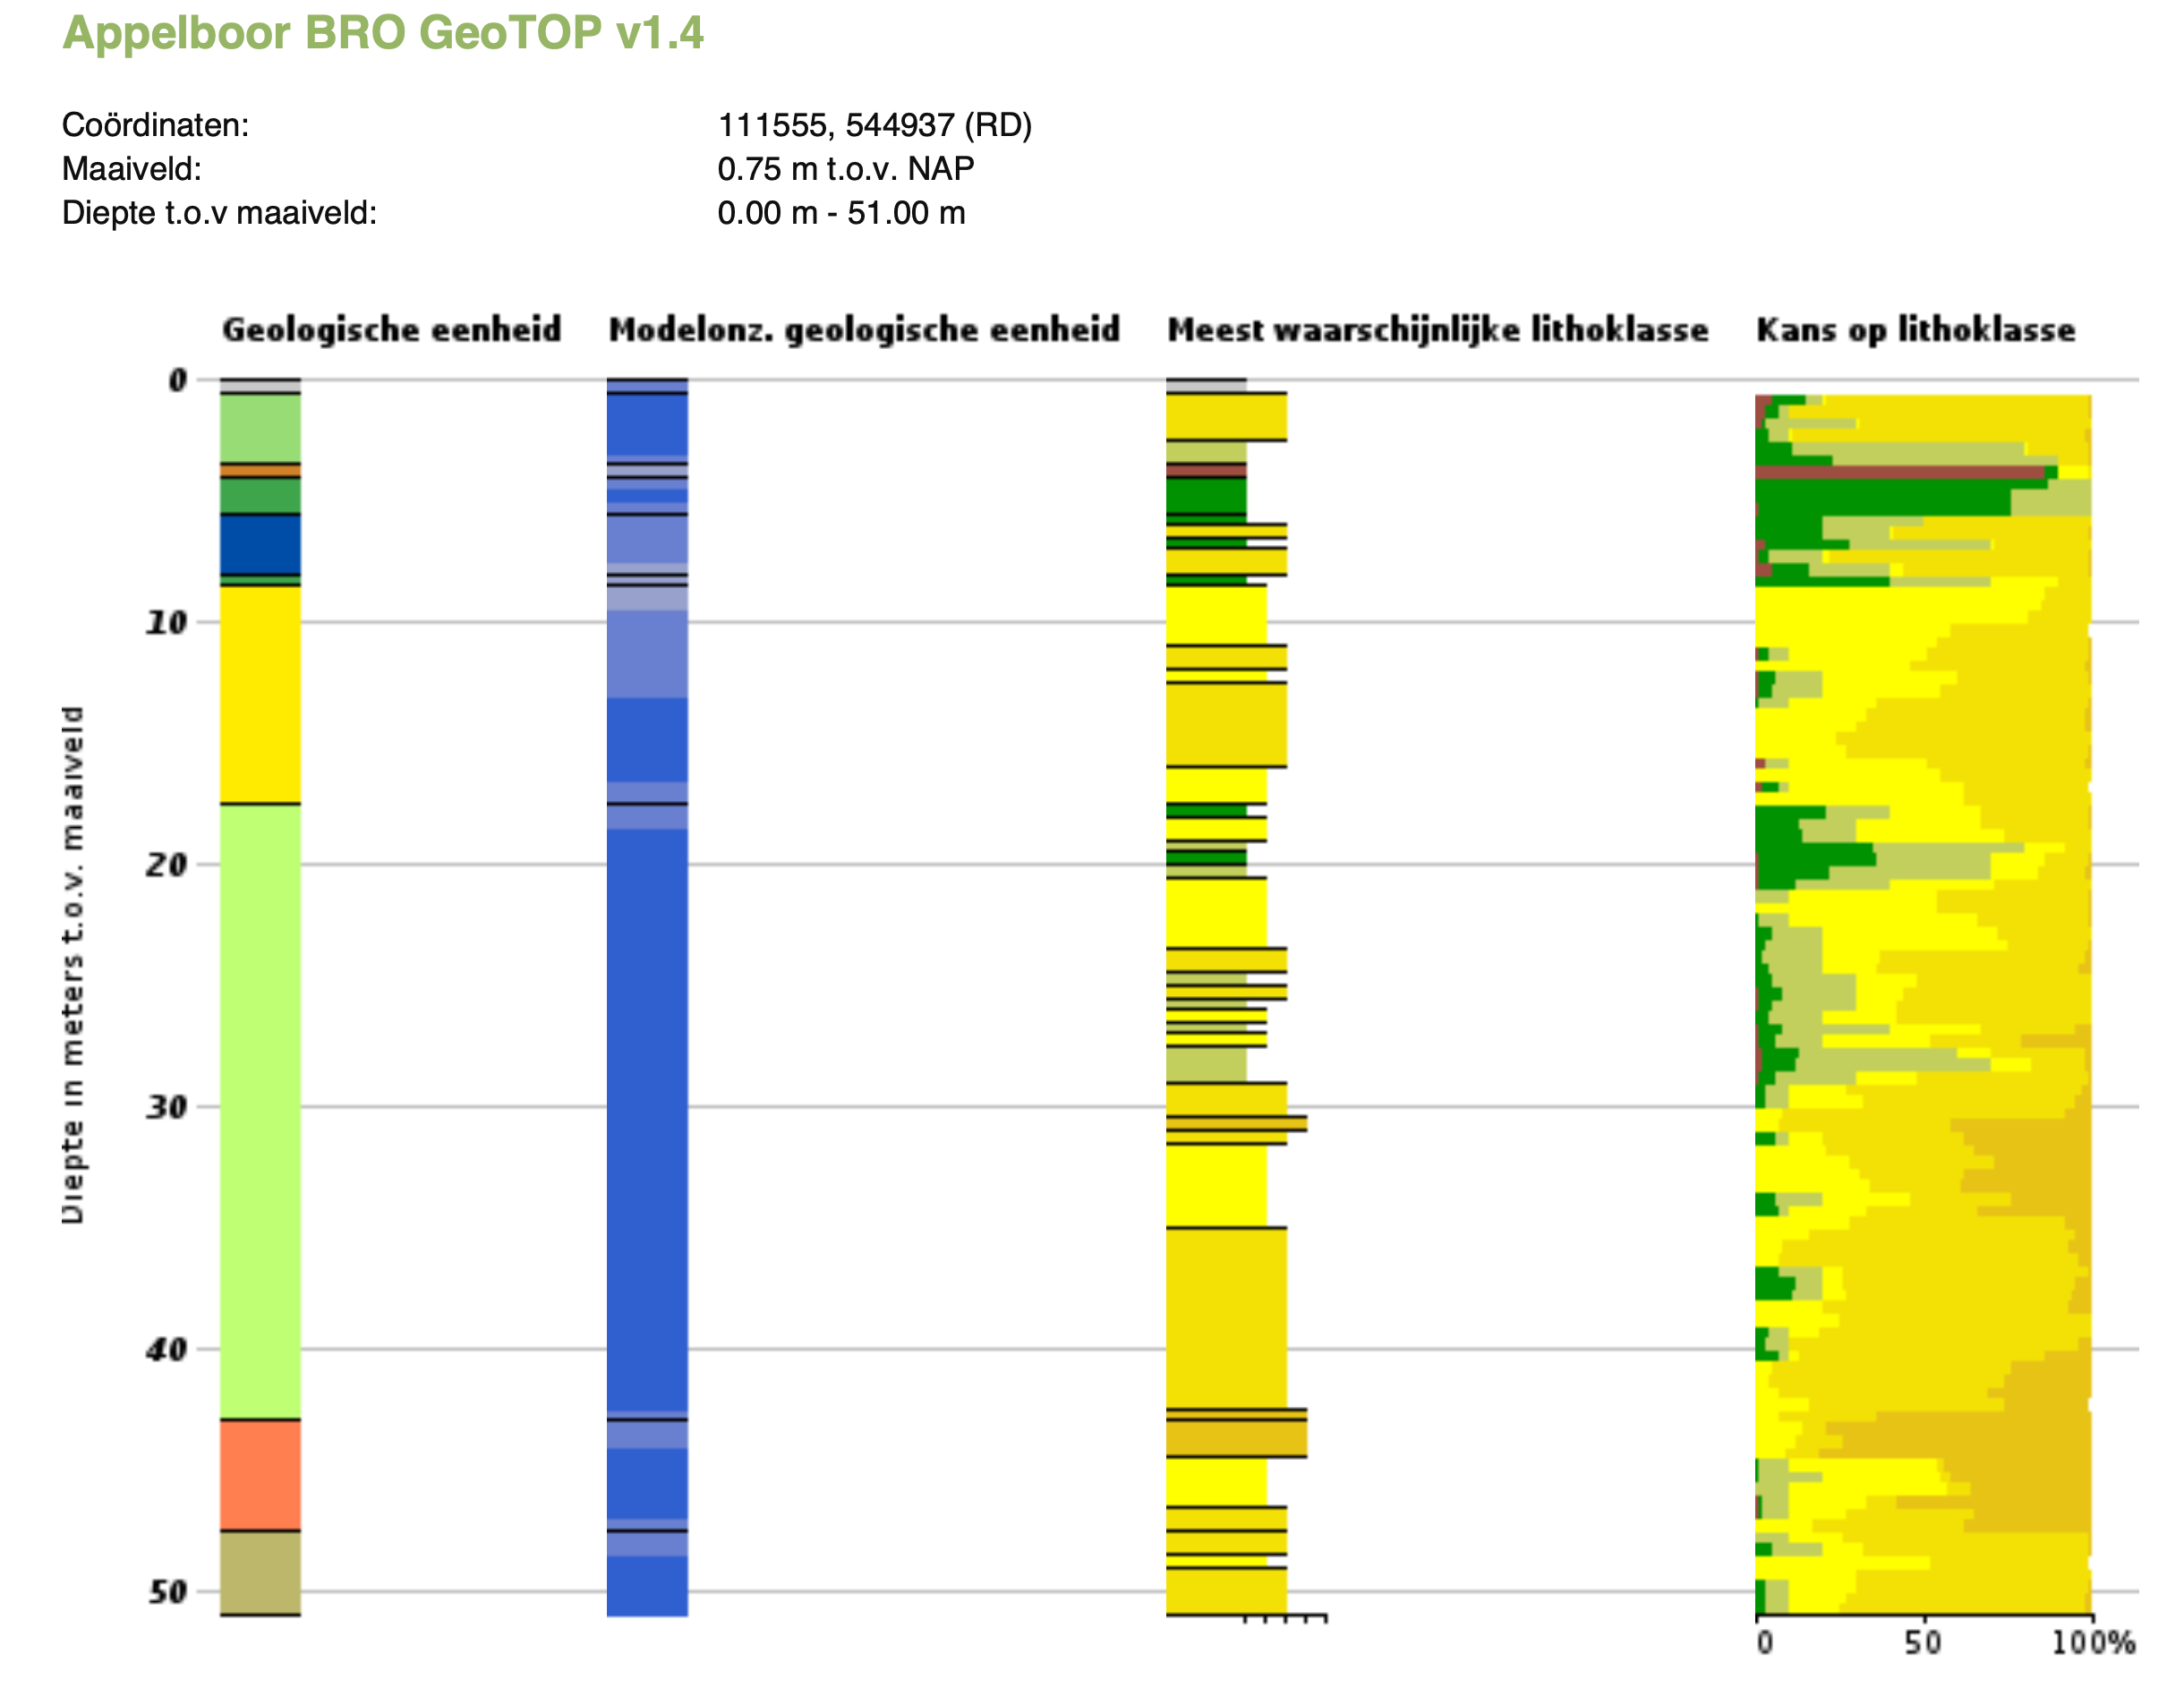 Appelboor BRO GeoTOP v1.4
Coördinaten: 111555, 544937 (RD)
Maaiveld: 0.75 m t.o.v. NAP
Diepte t.o.v maaiveld: 0.00 m - 51.00 m
Geologische eenheid Modelonz. geologische eenheid Meest waarschijnlijke lithoklasse Kans op lithoklasse
0
10
20
30
40
50
Diepte in meters t.o.v. maaiveld
0 50 100%